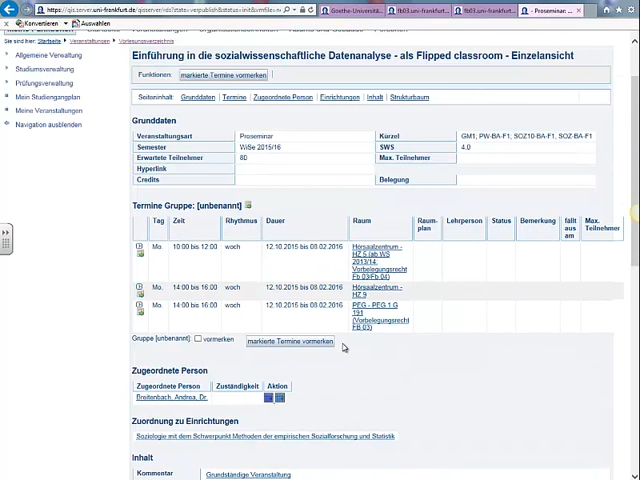 https://qis.server.uni-frankfurt.de/qisserver/rds?state=verpublish&status=init&vmfile=
Goethe-Universität...
fb03.uni-frankfurt...
fb03.uni-frankfurt...
Proseminar: ...
Konvertieren
Auswählen
Sie sind hier: Startseite Veranstaltungen Vorlesungsverzeichnis
Allgemeine Verwaltung
Studiumsverwaltung
Prüfungsverwaltung
Mein Studiengangplan
Meine Veranstaltungen
Navigation ausblenden
Einführung in die sozialwissenschaftliche Datenanalyse - als Flipped classroom - Einzelansicht
Funktionen: markierte Termine vormerken
Seiteninhalt: Grunddaten | Termine | Zugeordnete Person | Einrichtungen | Inhalt | Strukturbaum
Grunddaten
Veranstaltungsart Proseminar Kürzel GM1; PW-BA-F1, SOZ10-BA-F1, SOZ-BA-F1
Semester WiSe 2015/16 SWS 4.0
Erwartete Teilnehmer 80 Max. Teilnehmer
Hyperlink
Credits Belegung
Termine Gruppe: [unbenannt]
Tag Zeit Rhythmus Dauer Raum Raum-plan Lehrperson Status Bemerkung fällt aus am Max. Teilnehmer
Mo. 10:00 bis 12:00 woch 12.10.2015 bis 08.02.2016 Hörsaalzentrum -
HZ 5 (ab WS
2013/14:
Vorbelegungsrecht
Fb 03/Fb 04)
Mo. 14:00 bis 16:00 woch 12.10.2015 bis 08.02.2016 Hörsaalzentrum -
HZ 9
Mo. 14:00 bis 16:00 woch 12.10.2015 bis 08.02.2016 PEG - PEG 1.G
191
(Vorbelegungsrecht
FB 03)
Gruppe [unbenannt]: vormerken markierte Termine vormerken
Zugeordnete Person
Zugeordnete Person Zuständigkeit Aktion
Breitenbach, Andrea, Dr.
Zuordnung zu Einrichtungen
Soziologie mit dem Schwerpunkt Methoden der empirischen Sozialforschung und Statistik
Inhalt
Kommentar Grundständige Veranstaltung